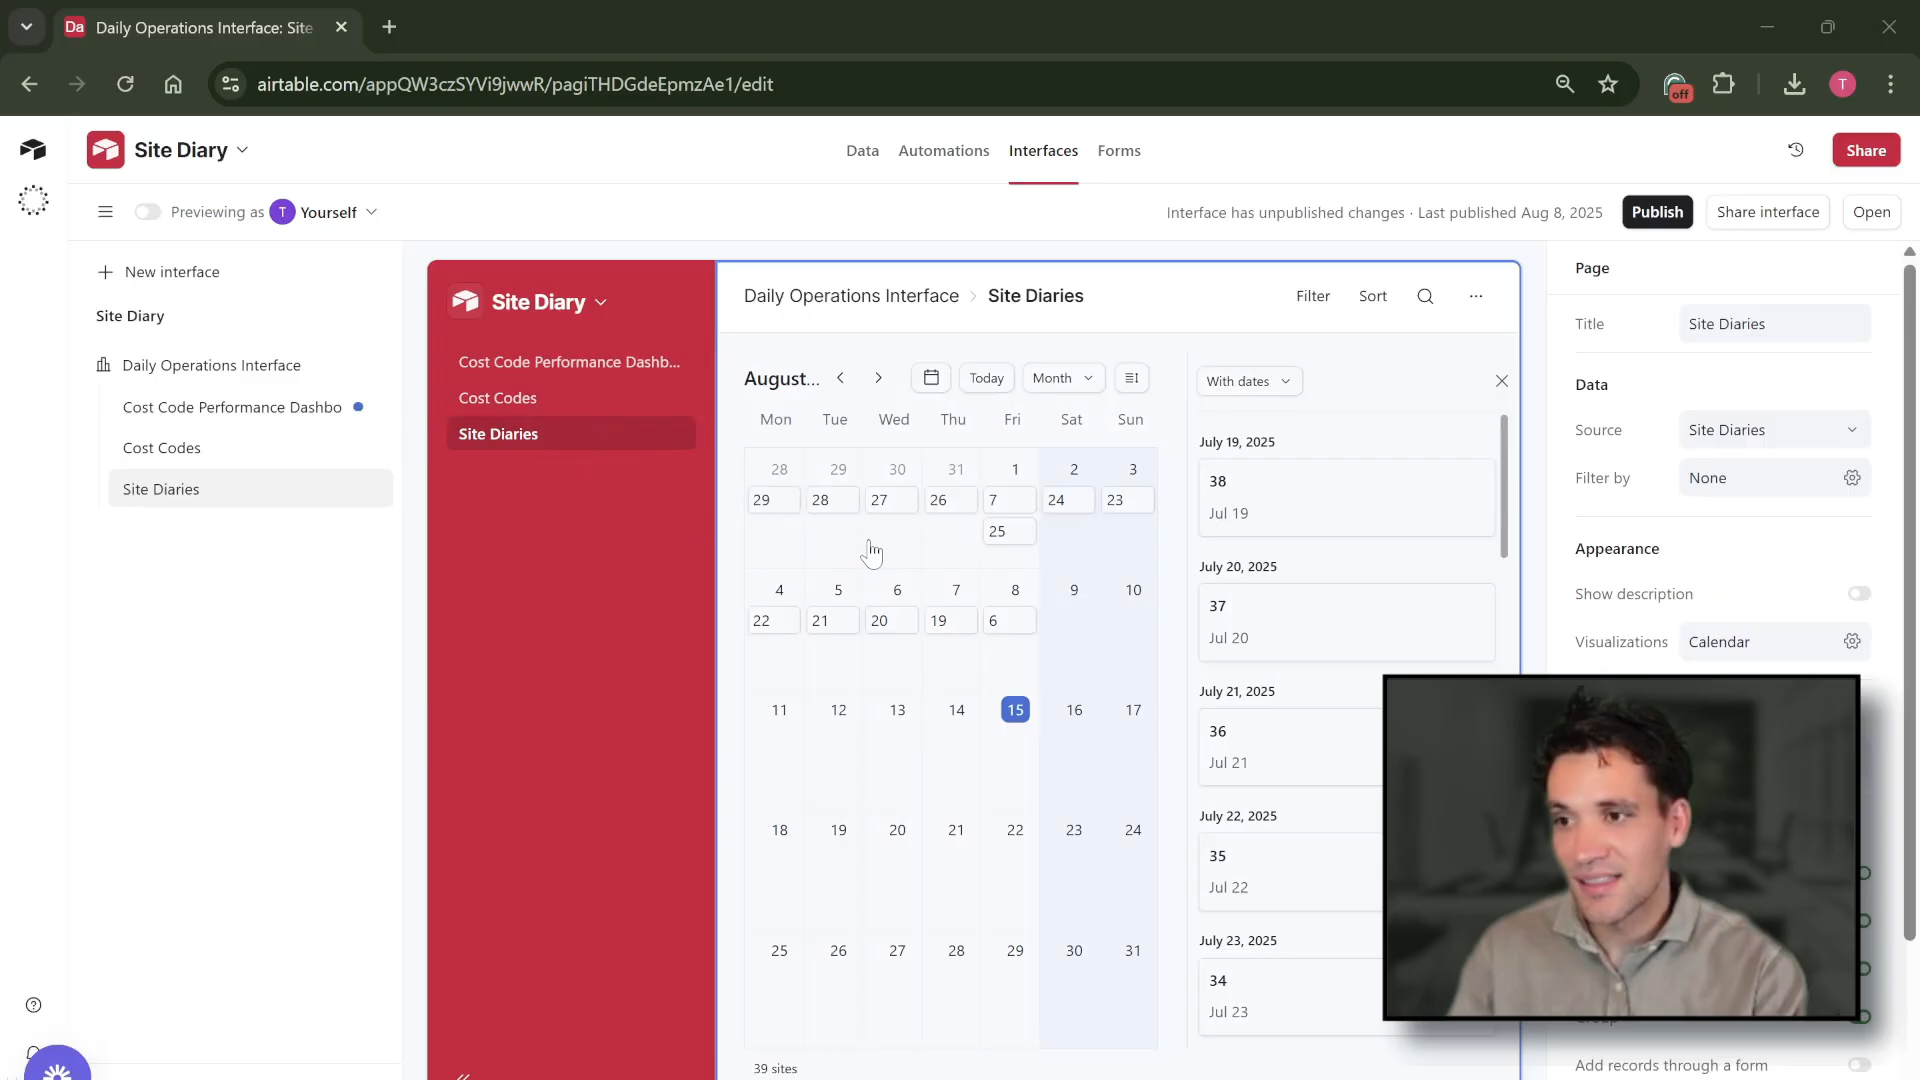 Da Daily Operations Interface: Site
airtable.com/appQW3czSYVi9jwwR/pagiTHDGdeEpmzAe1/edit
off
T
Site Diary
Data Automations Interfaces Forms
Share
Previewing as T Yourself
Interface has unpublished changes · Last published Aug 8, 2025
Publish Share interface Open
New interface
Site Diary
Daily Operations Interface
Cost Code Performance Dashbo
Cost Codes
Site Diaries
Site Diary
Cost Code Performance Dashb...
Cost Codes
Site Diaries
Daily Operations Interface > Site Diaries
Filter Sort
August...
Today Month
Mon Tue Wed Thu Fri Sat Sun
28 29 30 31 1 2 3
29 28 27 26 7 24 23
25
4 5 6 7 8 9 10
22 21 20 19 6
11 12 13 14 15 16 17
18 19 20 21 22 23 24
25 26 27 28 29 30 31
39 sites
With dates
July 19, 2025
38
Jul 19
July 20, 2025
37
Jul 20
July 21, 2025
36
Jul 21
July 22, 2025
35
Jul 22
July 23, 2025
34
Jul 23
Page
Title Site Diaries
Data
Source Site Diaries
Filter by None
Appearance
Show description
Visualizations Calendar
Add records through a form